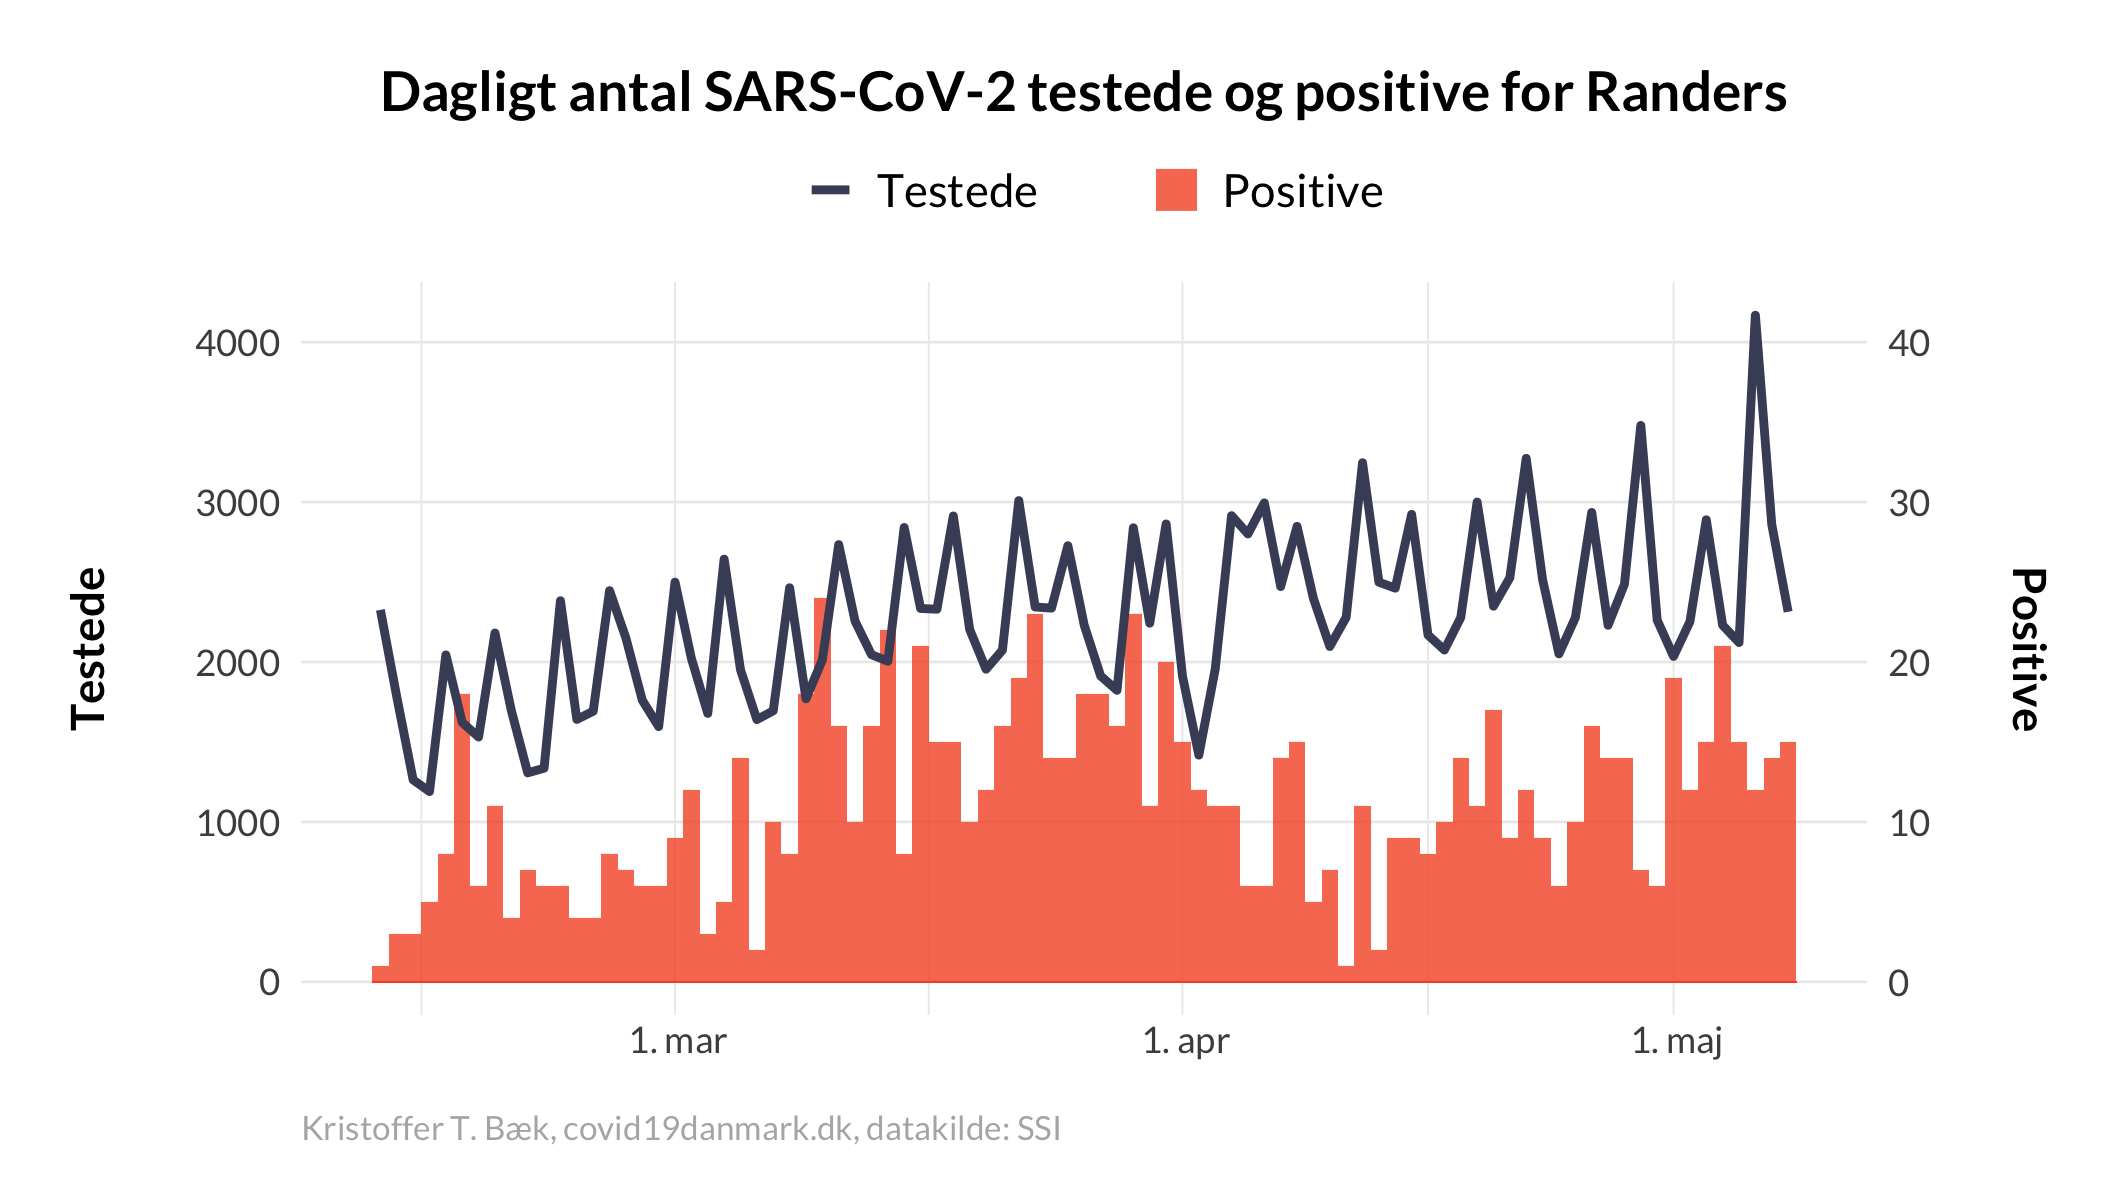 Dagligt antal SARS-CoV-2 testede og positive for Randers
Testede Positive
4000 40
3000 30
2000 20
1000 10
0 0
Testede
Positive
1. mar 1. apr 1. maj
Kristoffer T. Bæk, covid19danmark.dk, datakilde: SSI